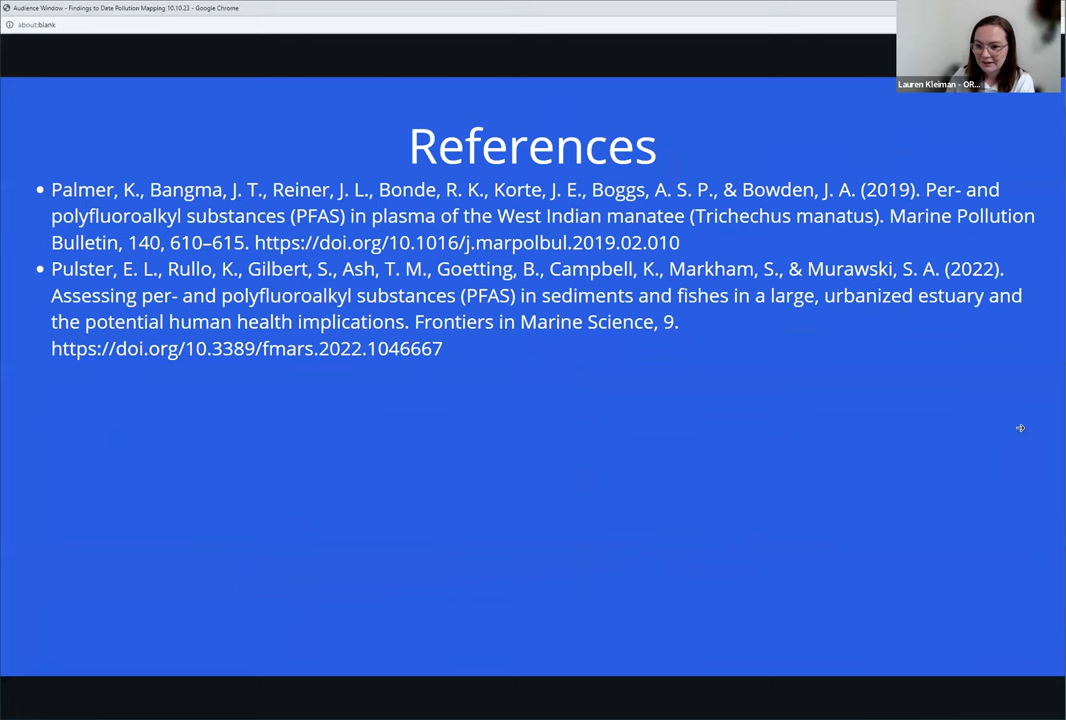 Audience Window - Findings to Date Pollution Mapping 10.10.23 - Google Chrome
about:blank
Lauren Kleiman - OR...
References
• Palmer, K., Bangma, J. T., Reiner, J. L., Bonde, R. K., Korte, J. E., Boggs, A. S. P., & Bowden, J. A. (2019). Per- and
polyfluoroalkyl substances (PFAS) in plasma of the West Indian manatee (Trichechus manatus). Marine Pollution
Bulletin, 140, 610–615. https://doi.org/10.1016/j.marpolbul.2019.02.010
• Pulster, E. L., Rullo, K., Gilbert, S., Ash, T. M., Goetting, B., Campbell, K., Markham, S., & Murawski, S. A. (2022).
Assessing per- and polyfluoroalkyl substances (PFAS) in sediments and fishes in a large, urbanized estuary and
the potential human health implications. Frontiers in Marine Science, 9.
https://doi.org/10.3389/fmars.2022.1046667